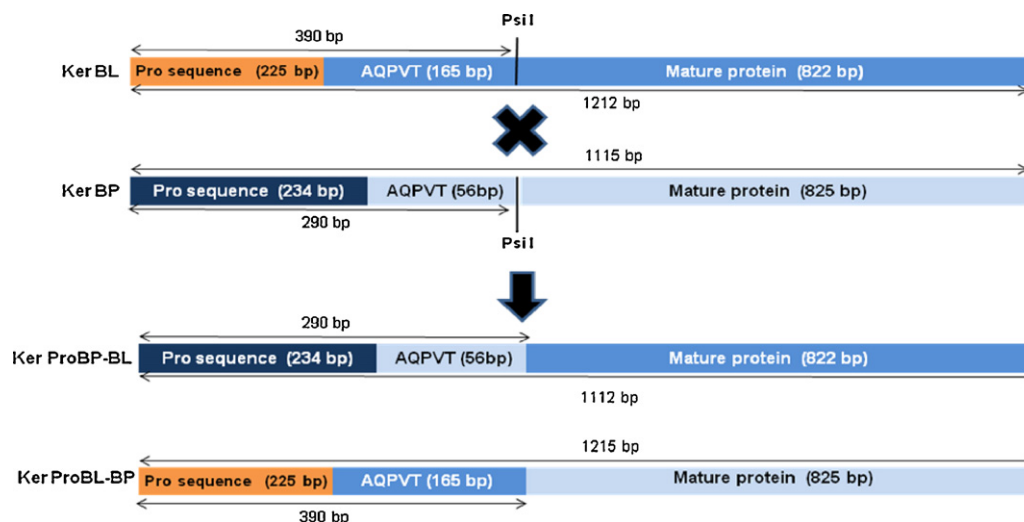 Psi I
390 bp
Ker BL
Pro sequence (225 bp)
AQPVT (165 bp)
Mature protein (822 bp)
1212 bp
1115 bp
Ker BP
Pro sequence (234 bp)
AQPVT (56bp)
Mature protein (825 bp)
290 bp
Psi I
290 bp
Ker ProBP-BL
Pro sequence (234 bp)
AQPVT (56bp)
Mature protein (822 bp)
1112 bp
1215 bp
Ker ProBL-BP
Pro sequence (225 bp)
AQPVT (165 bp)
Mature protein (825 bp)
390 bp